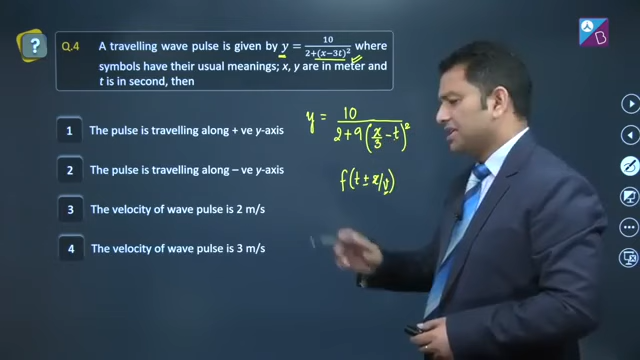 ?
Q.4 A travelling wave pulse is given by y = 10 / 2+(x−3t)² where
symbols have their usual meanings; x, y are in meter and
t is in second, then
1 The pulse is travelling along + ve y-axis
2 The pulse is travelling along – ve y-axis
3 The velocity of wave pulse is 2 m/s
4 The velocity of wave pulse is 3 m/s
y = 10 / 2+9(x/3 − t)²
f(t ± x/v)
B